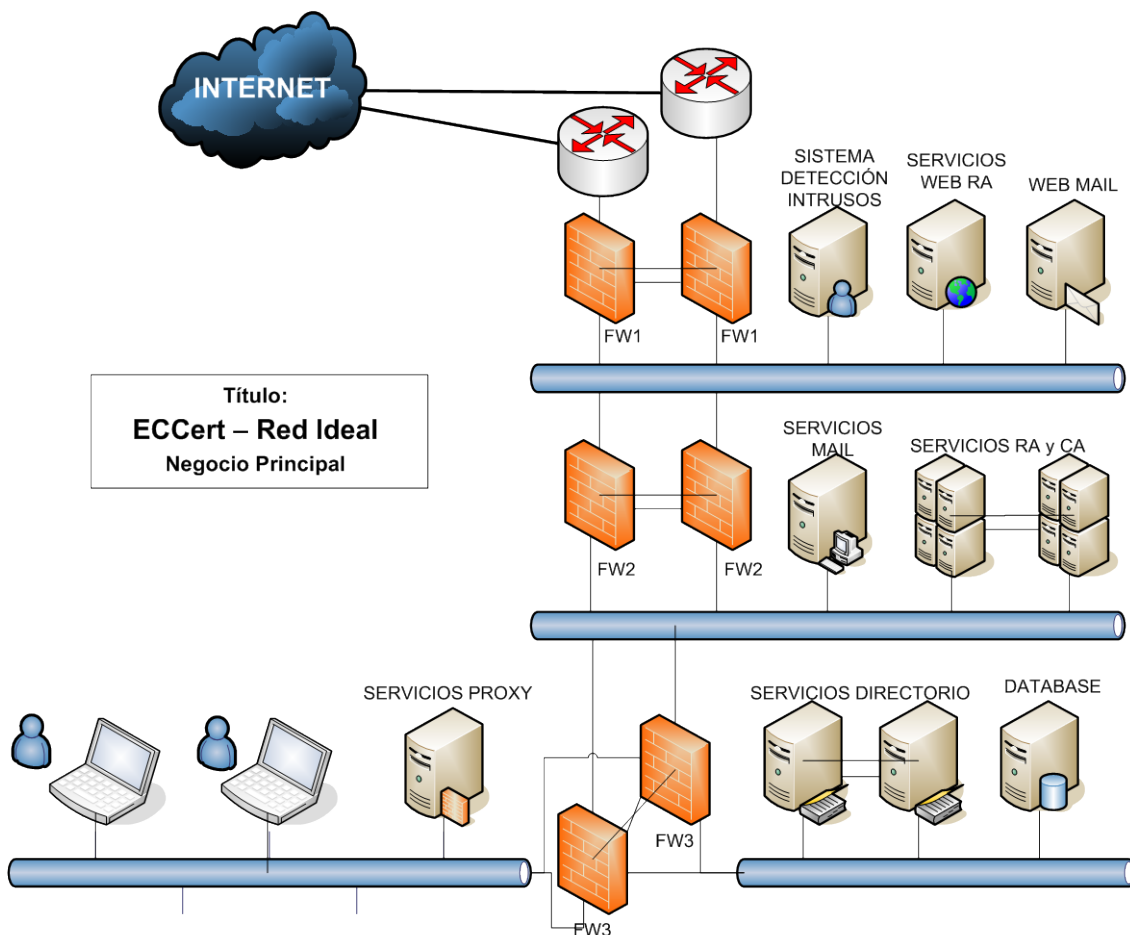 INTERNET
SISTEMA
DETECCIÓN
INTRUSOS
SERVICIOS
WEB RA
WEB MAIL
FW1
FW1
Título:
ECCert – Red Ideal
Negocio Principal
SERVICIOS
MAIL
SERVICIOS RA y CA
FW2
FW2
SERVICIOS PROXY
SERVICIOS DIRECTORIO
DATABASE
FW3
FW3